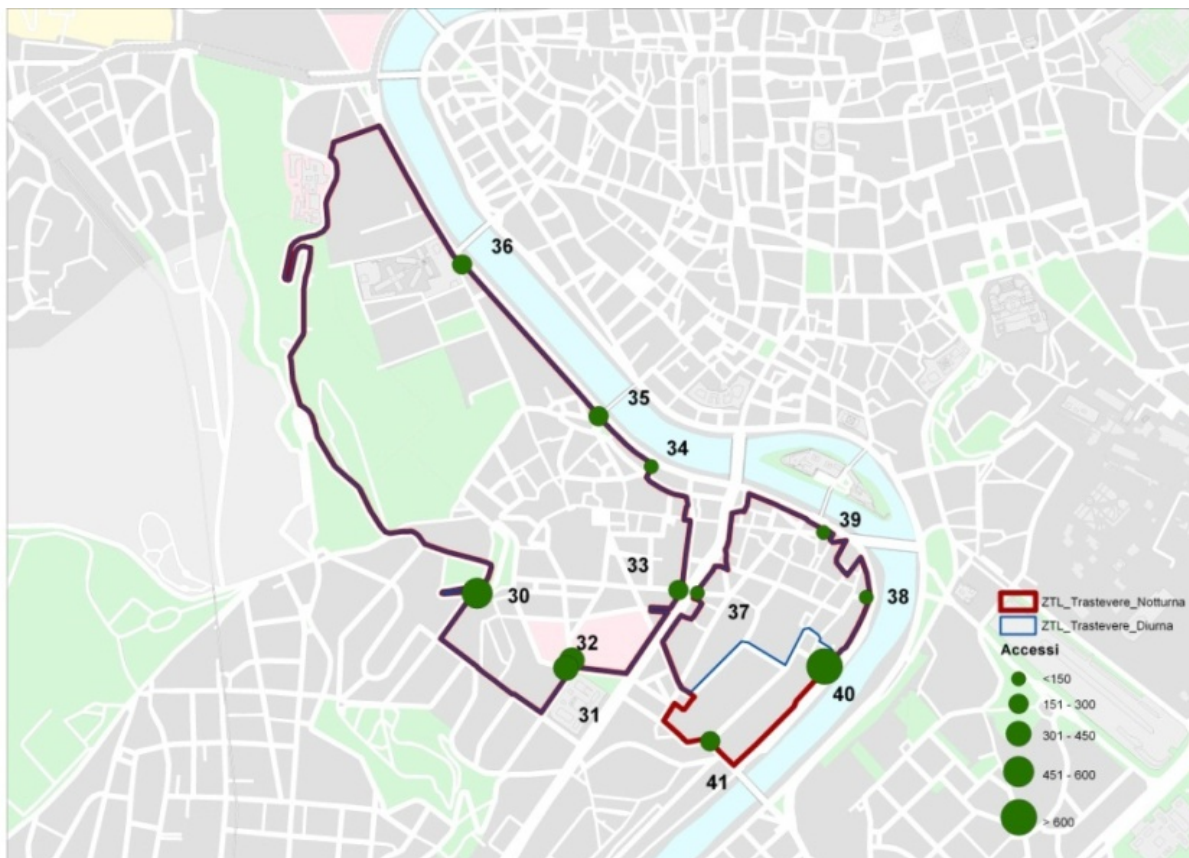 36
35
34
39
33
30
37
38
32
40
31
41
ZTL_Trastevere_Notturna
ZTL_Trastevere_Diurna
Accessi
<150
151 - 300
301 - 450
451 - 600
> 600